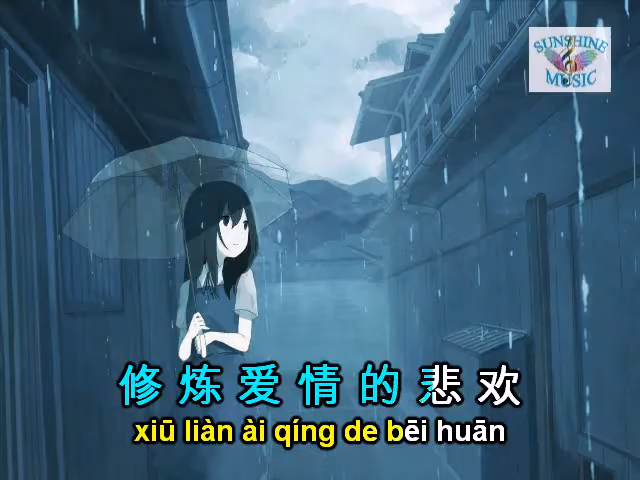 SUNSHINE
MUSIC
修炼爱情的悲欢
xiū liàn ài qíng de bēi huān